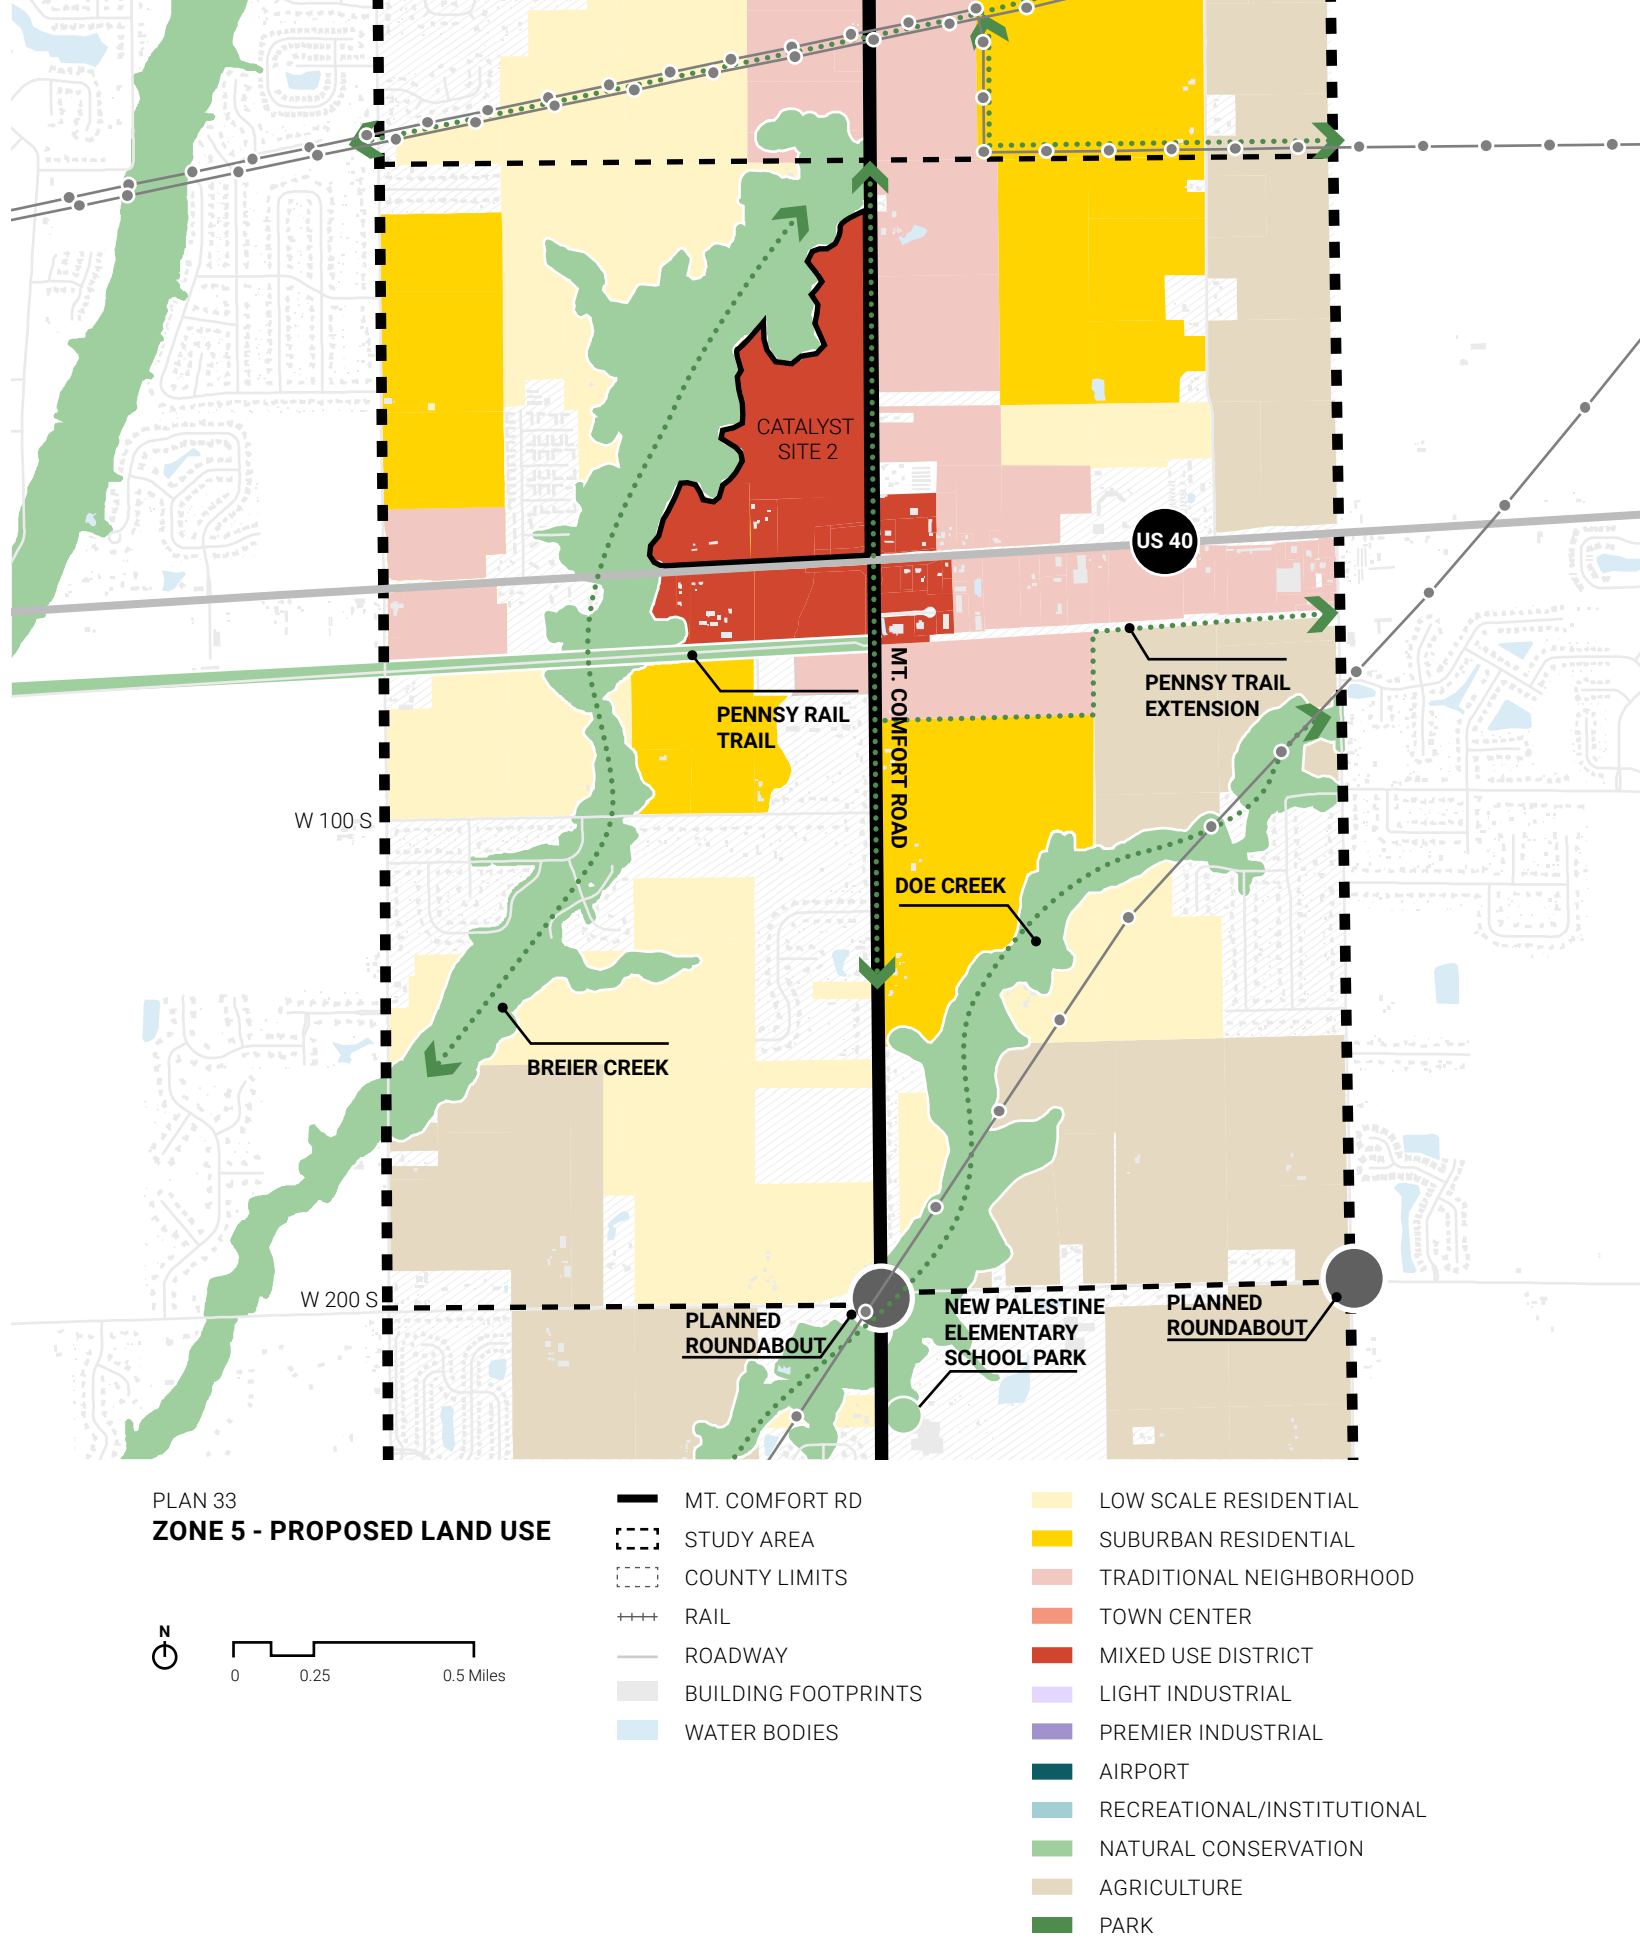 CATALYST
SITE 2
US 40
MT. COMFORT ROAD
PENNSY TRAIL
EXTENSION
PENNSY RAIL
TRAIL
W 100 S
DOE CREEK
BREIER CREEK
W 200 S
PLANNED
ROUNDABOUT
NEW PALESTINE
ELEMENTARY
SCHOOL PARK
PLANNED
ROUNDABOUT
PLAN 33
ZONE 5 - PROPOSED LAND USE
N
0 0.25 0.5 Miles
MT. COMFORT RD
STUDY AREA
COUNTY LIMITS
RAIL
ROADWAY
BUILDING FOOTPRINTS
WATER BODIES
LOW SCALE RESIDENTIAL
SUBURBAN RESIDENTIAL
TRADITIONAL NEIGHBORHOOD
TOWN CENTER
MIXED USE DISTRICT
LIGHT INDUSTRIAL
PREMIER INDUSTRIAL
AIRPORT
RECREATIONAL/INSTITUTIONAL
NATURAL CONSERVATION
AGRICULTURE
PARK